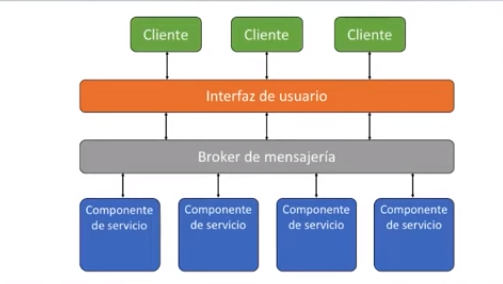 Cliente Cliente Cliente
Interfaz de usuario
Broker de mensajería
Componente
de servicio
Componente
de servicio
Componente
de servicio
Componente
de servicio